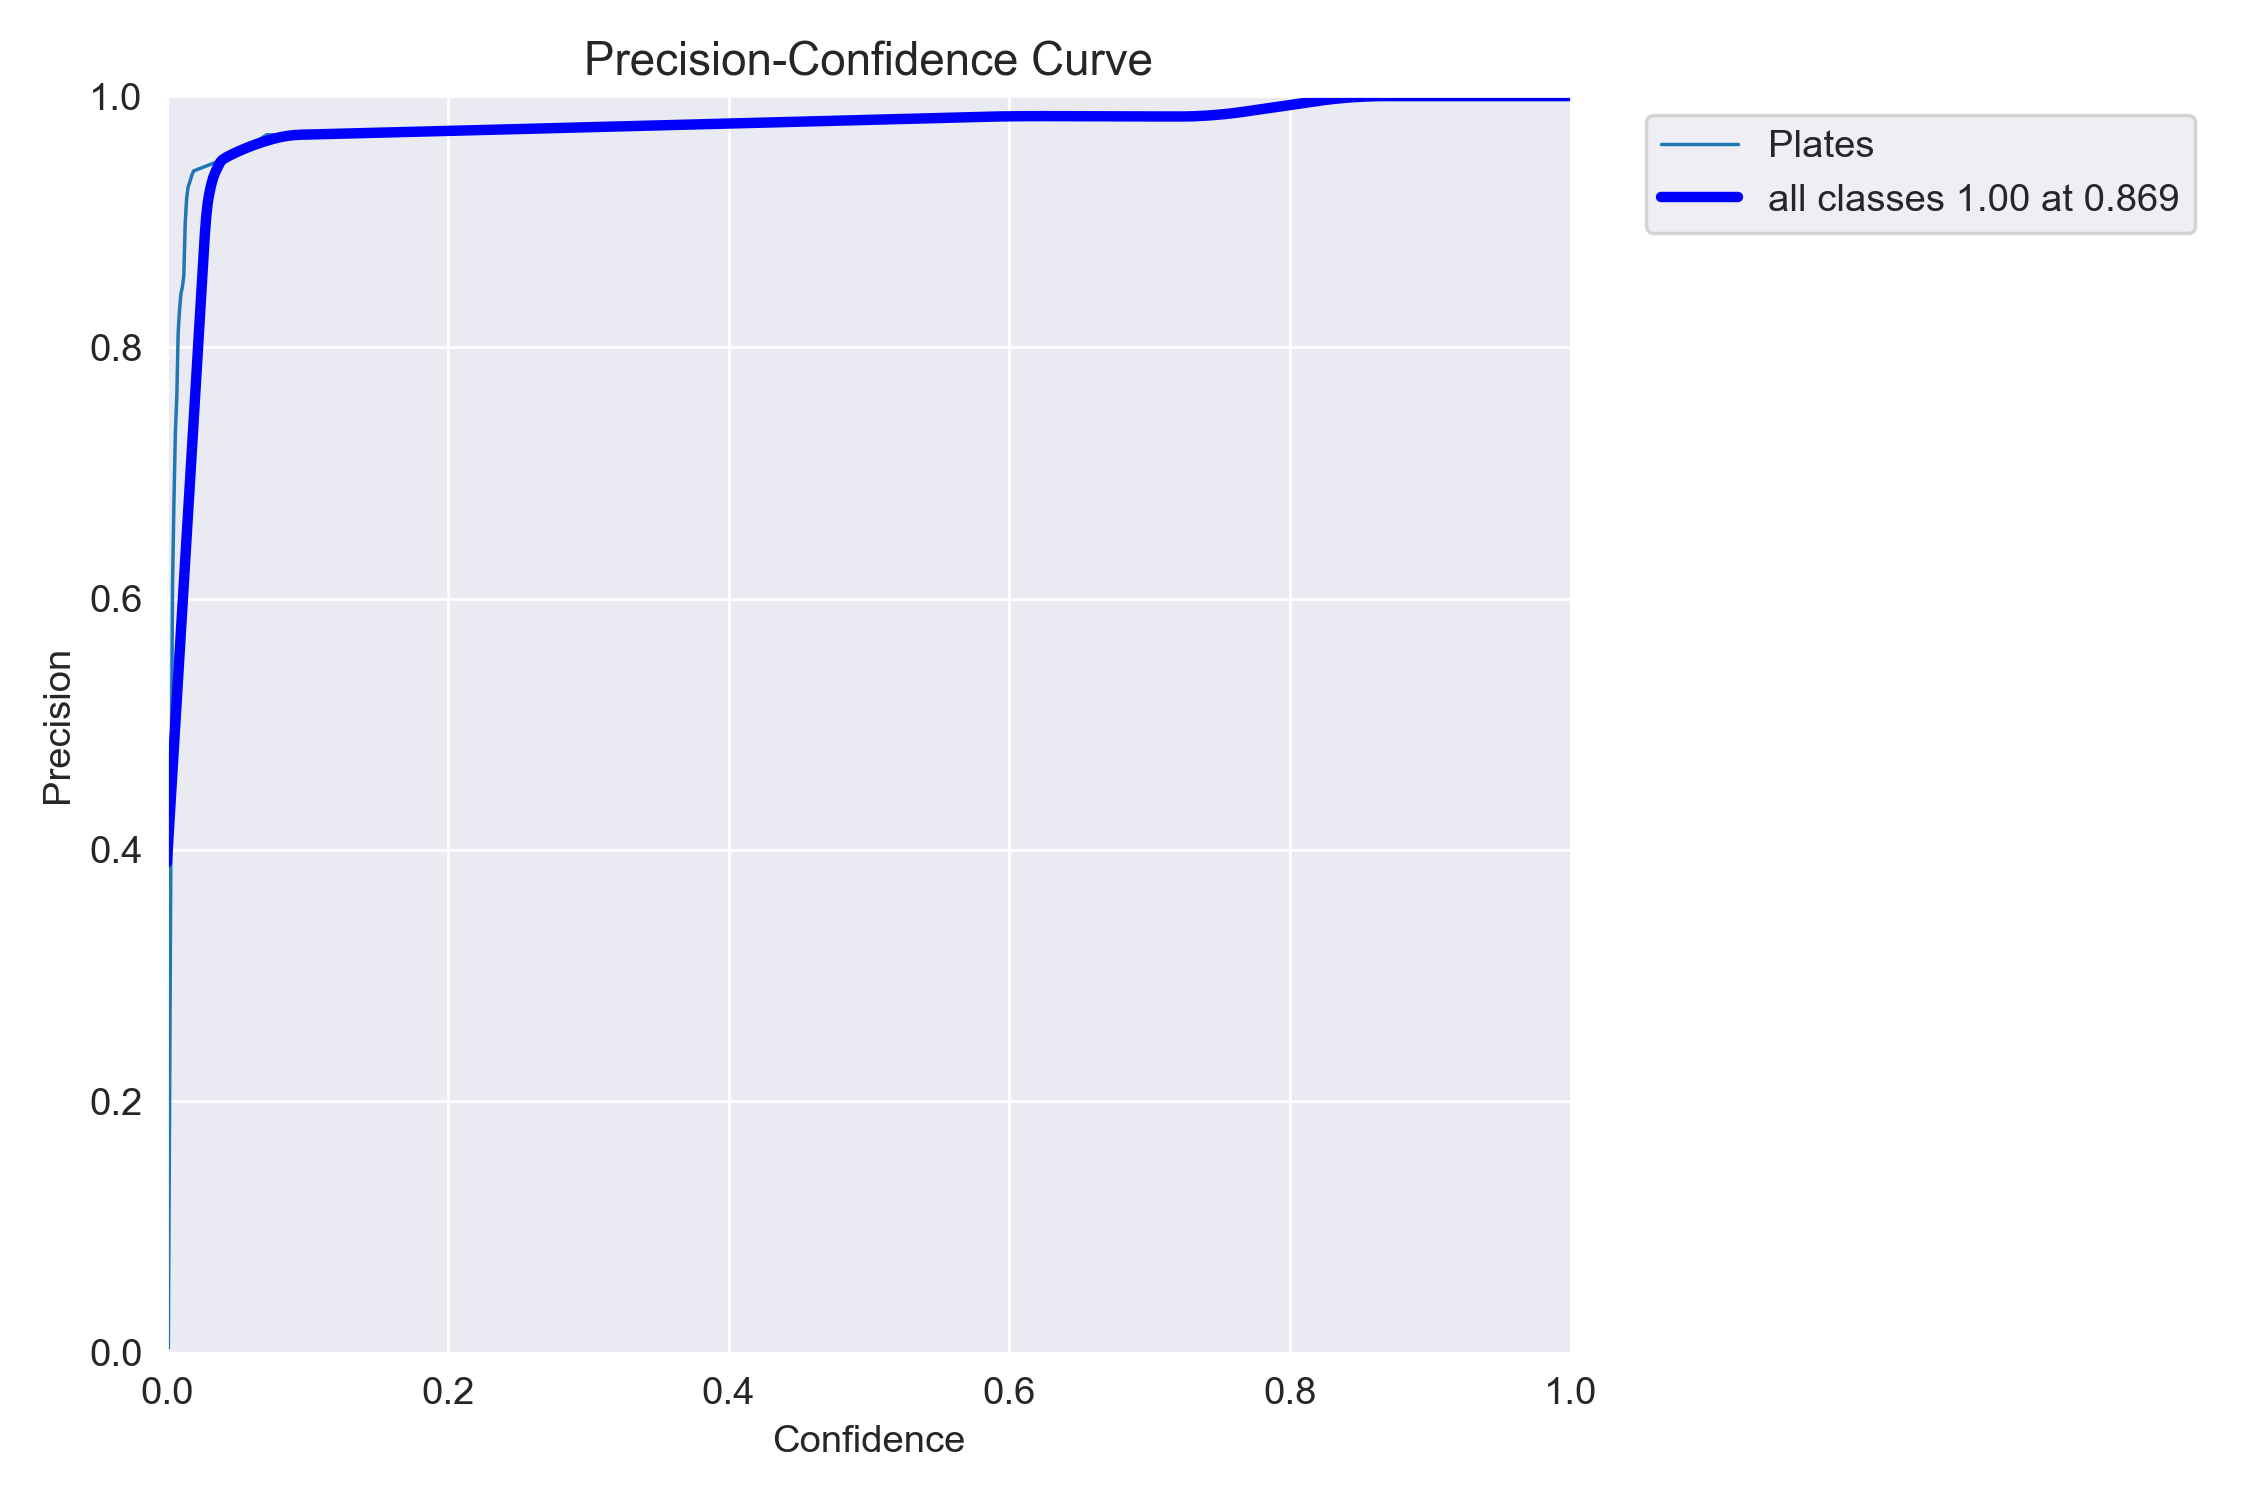 Precision-Confidence Curve
1.0
0.8
0.6
0.4
0.2
0.0
Precision
0.0 0.2 0.4 0.6 0.8 1.0
Confidence
Plates
all classes 1.00 at 0.869